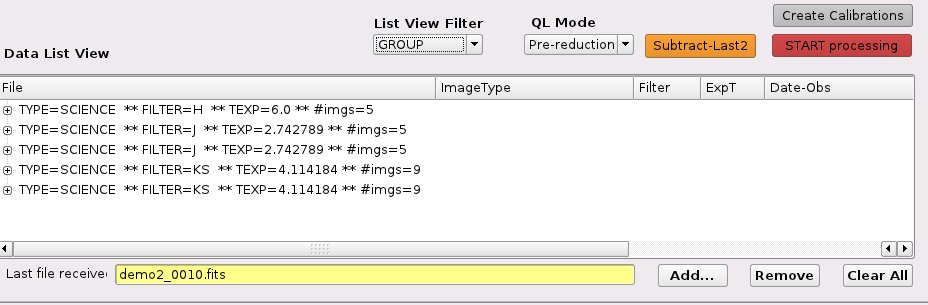 Create Calibrations
List View Filter QL Mode
Data List View GROUP Pre-reduction Subtract-Last2 START processing
File ImageType Filter ExpT Date-Obs
TYPE=SCIENCE ** FILTER=H ** TEXP=6.0 ** #imgs=5
TYPE=SCIENCE ** FILTER=J ** TEXP=2.742789 ** #imgs=5
TYPE=SCIENCE ** FILTER=J ** TEXP=2.742789 ** #imgs=5
TYPE=SCIENCE ** FILTER=KS ** TEXP=4.114184 ** #imgs=9
TYPE=SCIENCE ** FILTER=KS ** TEXP=4.114184 ** #imgs=9
Last file receive demo2_0010.fits Add... Remove Clear All